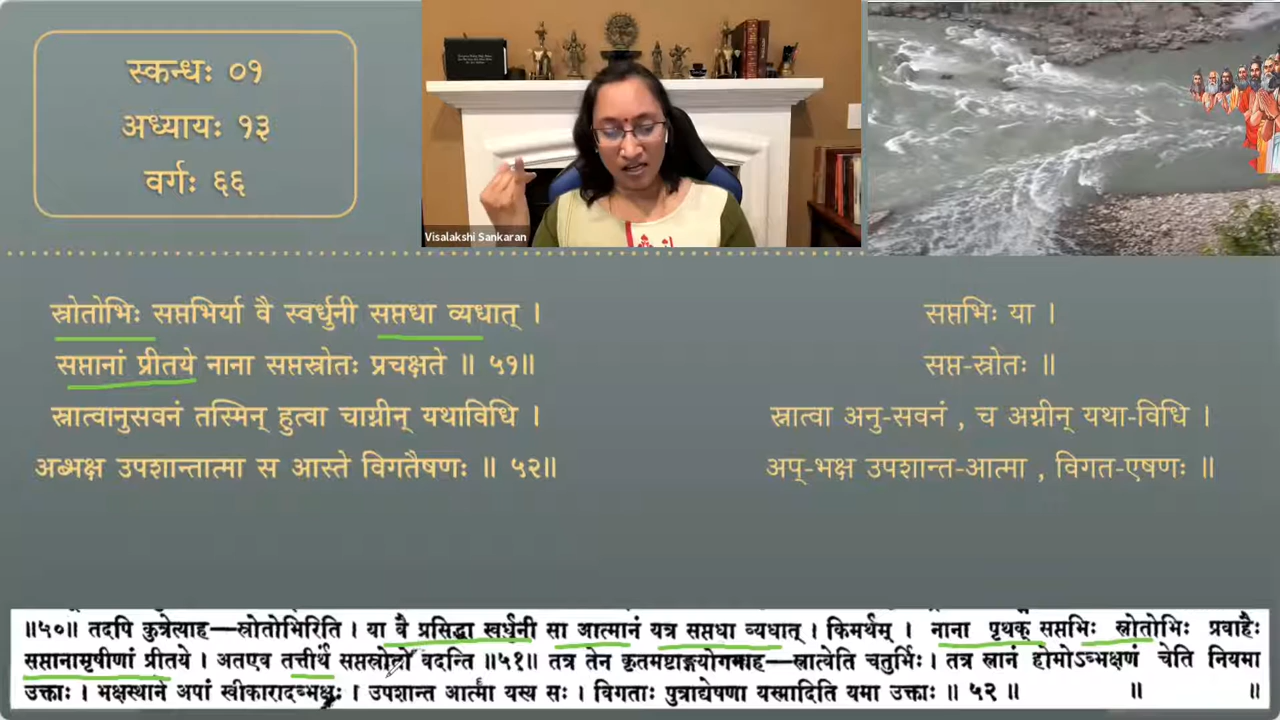 स्कन्धः ०१
अध्यायः १३
वर्गः ६६
Visalakshi Sankaran
स्रोतोभिः सप्तभिर्या वै स्वर्धुनी सप्तधा व्यधात् ।
सप्तानां प्रीतये नाना सप्तस्रोतः प्रचक्षते ॥ ५१॥
स्नात्वानुसवनं तस्मिन् हुत्वा चाग्नीन् यथाविधि ।
अब्भक्ष उपशान्तात्मा स आस्ते विगतैषणः ॥ ५२॥
सप्तभिः या ।
सप्त-स्रोतः ॥
स्नात्वा अनु-सवनं , च अग्नीन् यथा-विधि ।
अप्-भक्ष उपशान्त-आत्मा , विगत-एषणः ॥
॥५०॥ तदपि कुत्रेत्याह—स्रोतोभिरिति । या वै प्रसिद्धा स्वर्धुनी सा आत्मानं यत्र सप्तधा व्यधात् । किमर्थम् । नाना पृथक् सप्तभिः स्रोतोभिः प्रवाहैः
सप्तानामृषीणां प्रीतये । अतएव तत्तीर्थं सप्तस्रोतो वदन्ति ॥५१॥ तत्र तेन कृतमष्टाङ्गयोगमाह—स्नात्वेति चतुर्भिः । तत्र स्नानं होमोऽब्भक्षणं चेति नियमा
उक्ताः । भक्षस्थाने अपां स्वीकारादब्भक्षः । उपशान्त आत्मा यस्य सः । विगताः पुत्राद्येषणा यस्मादिति यमा उक्ताः ॥ ५२ ॥ ॥ ॥